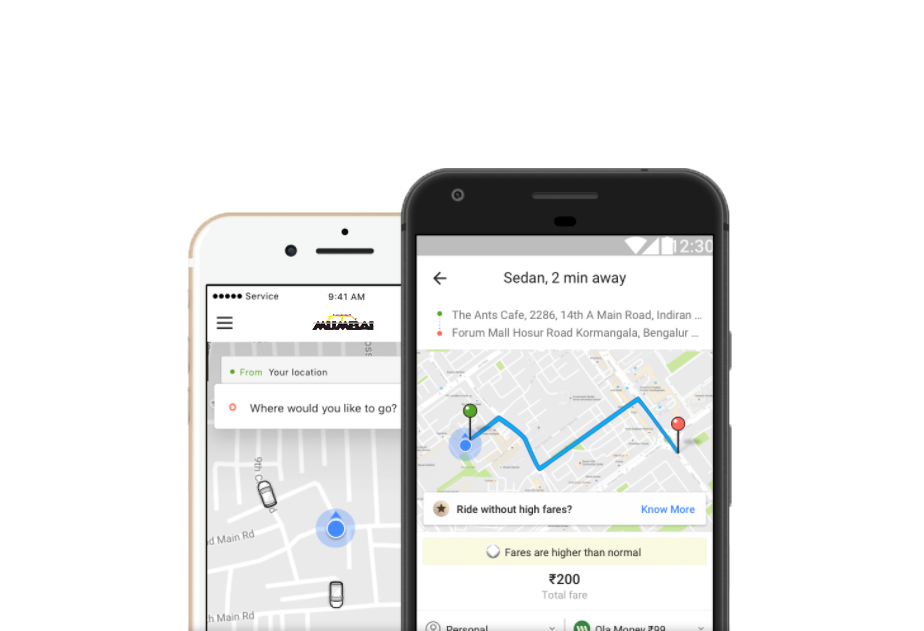 Service
9:41 AM
MUMBAI
From Your location
Where would you like to go?
9th C
d Main Rd
h Main Rd
12:30
Sedan, 2 min away
The Ants Cafe, 2286, 14th A Main Road, Indiran ...
Forum Mall Hosur Road Kormangala, Bengalur ...
Ride without high fares?
Know More
Fares are higher than normal
₹200
Total fare
Personal
Ola Money ₹99